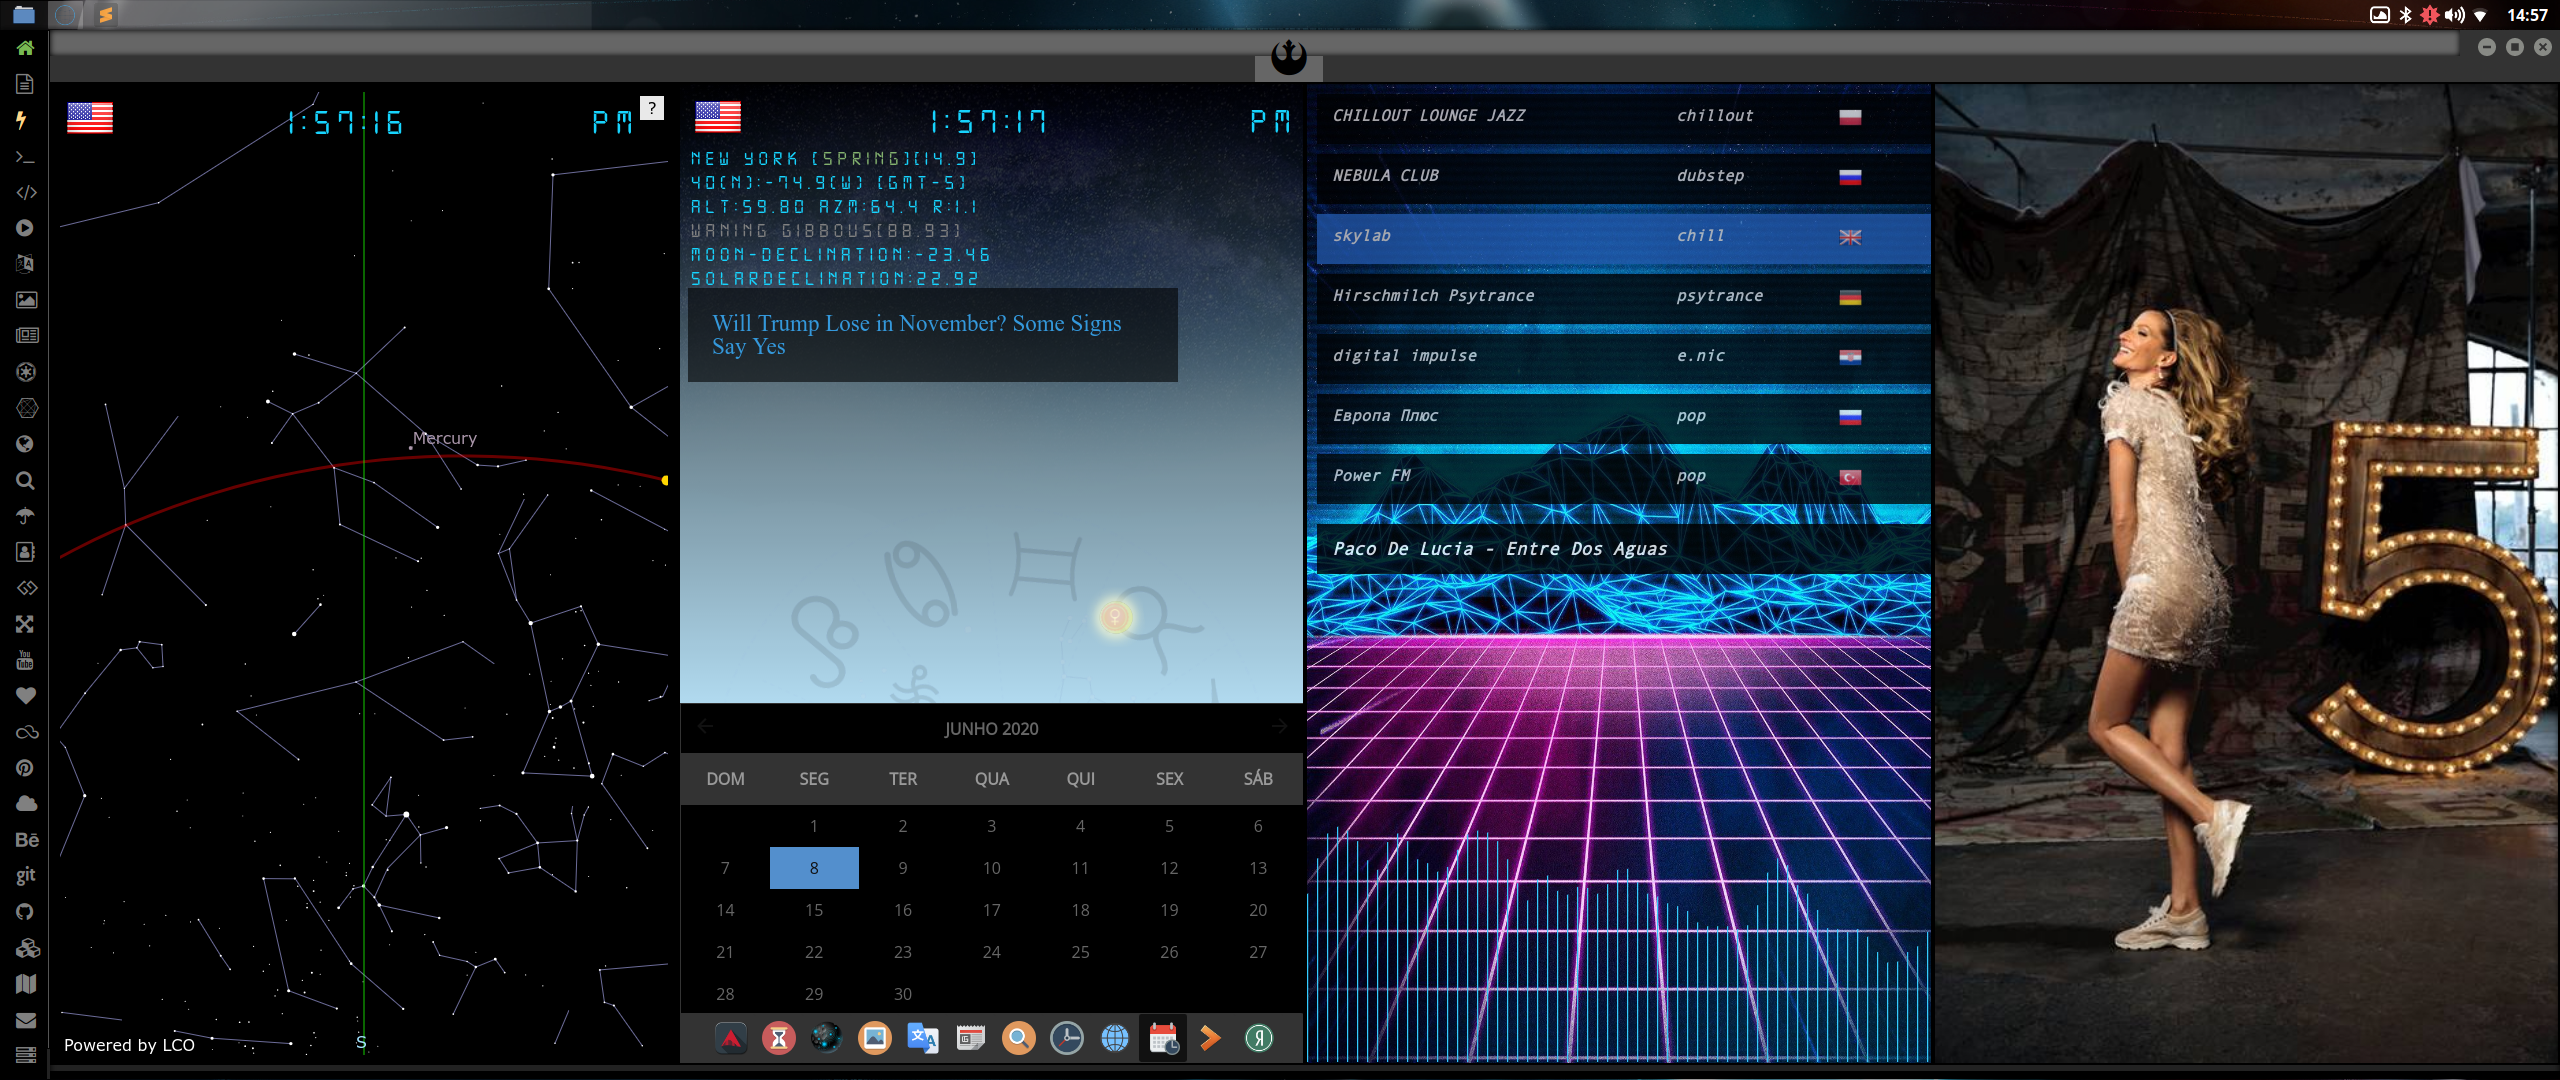 14:57
1:57:16 PM
?
Mercury
Powered by LCO
S
You
Tube
Bē
git
1:57:17 PM
NEW YORK [SPRING][14.9]
40(N):-74.9(W) [GMT-5]
ALT:59.80 AZM:64.4 R:1.1
WANING GIBBOUS[88.93]
MOON-DECLINATION:-23.46
SOLARDECLINATION:22.92
Will Trump Lose in November? Some Signs
Say Yes
JUNHO 2020
DOM SEG TER QUA QUI SEX SÁB
1 2 3 4 5 6
7 8 9 10 11 12 13
14 15 16 17 18 19 20
21 22 23 24 25 26 27
28 29 30
CHILLOUT LOUNGE JAZZ chillout
NEBULA CLUB dubstep
skylab chill
Hirschmilch Psytrance psytrance
digital impulse e.nic
Европа Плюс pop
Power FM pop
Paco De Lucia - Entre Dos Aguas
5